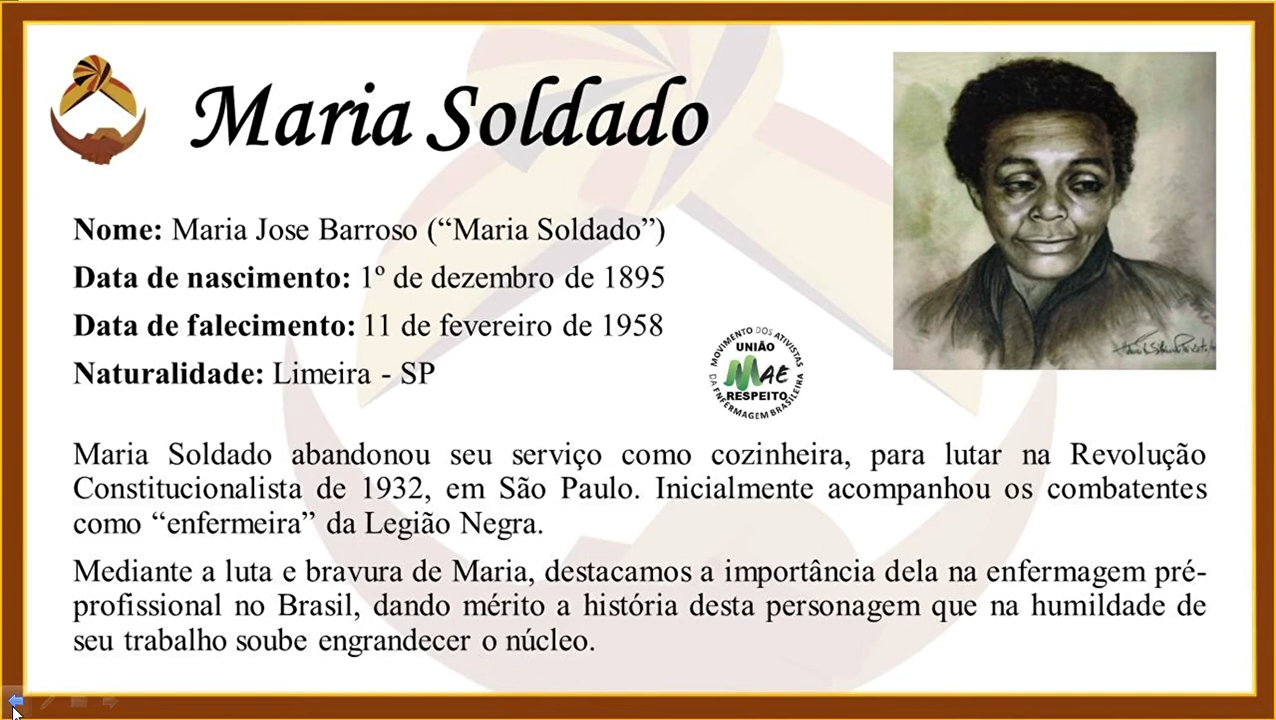 Maria Soldado
Nome: Maria Jose Barroso (“Maria Soldado”)
Data de nascimento: 1º de dezembro de 1895
Data de falecimento: 11 de fevereiro de 1958
Naturalidade: Limeira - SP
MOVIMENTO DOS ATIVISTAS
UNIÃO
MAE
RESPEITO
DA ENFERMAGEM BRASILEIRA
Maria Soldado abandonou seu serviço como cozinheira, para lutar na Revolução
Constitucionalista de 1932, em São Paulo. Inicialmente acompanhou os combatentes
como “enfermeira” da Legião Negra.
Mediante a luta e bravura de Maria, destacamos a importância dela na enfermagem pré-
profissional no Brasil, dando mérito a história desta personagem que na humildade de
seu trabalho soube engrandecer o núcleo.